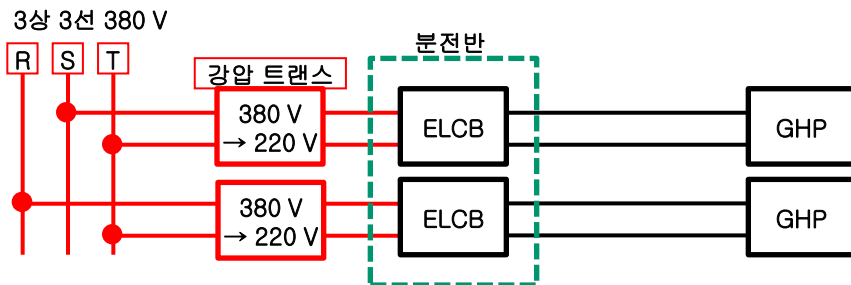 3상 3선 380 V
분전반
R S T
강압 트랜스
380 V
→ 220 V
ELCB
GHP
380 V
→ 220 V
ELCB
GHP